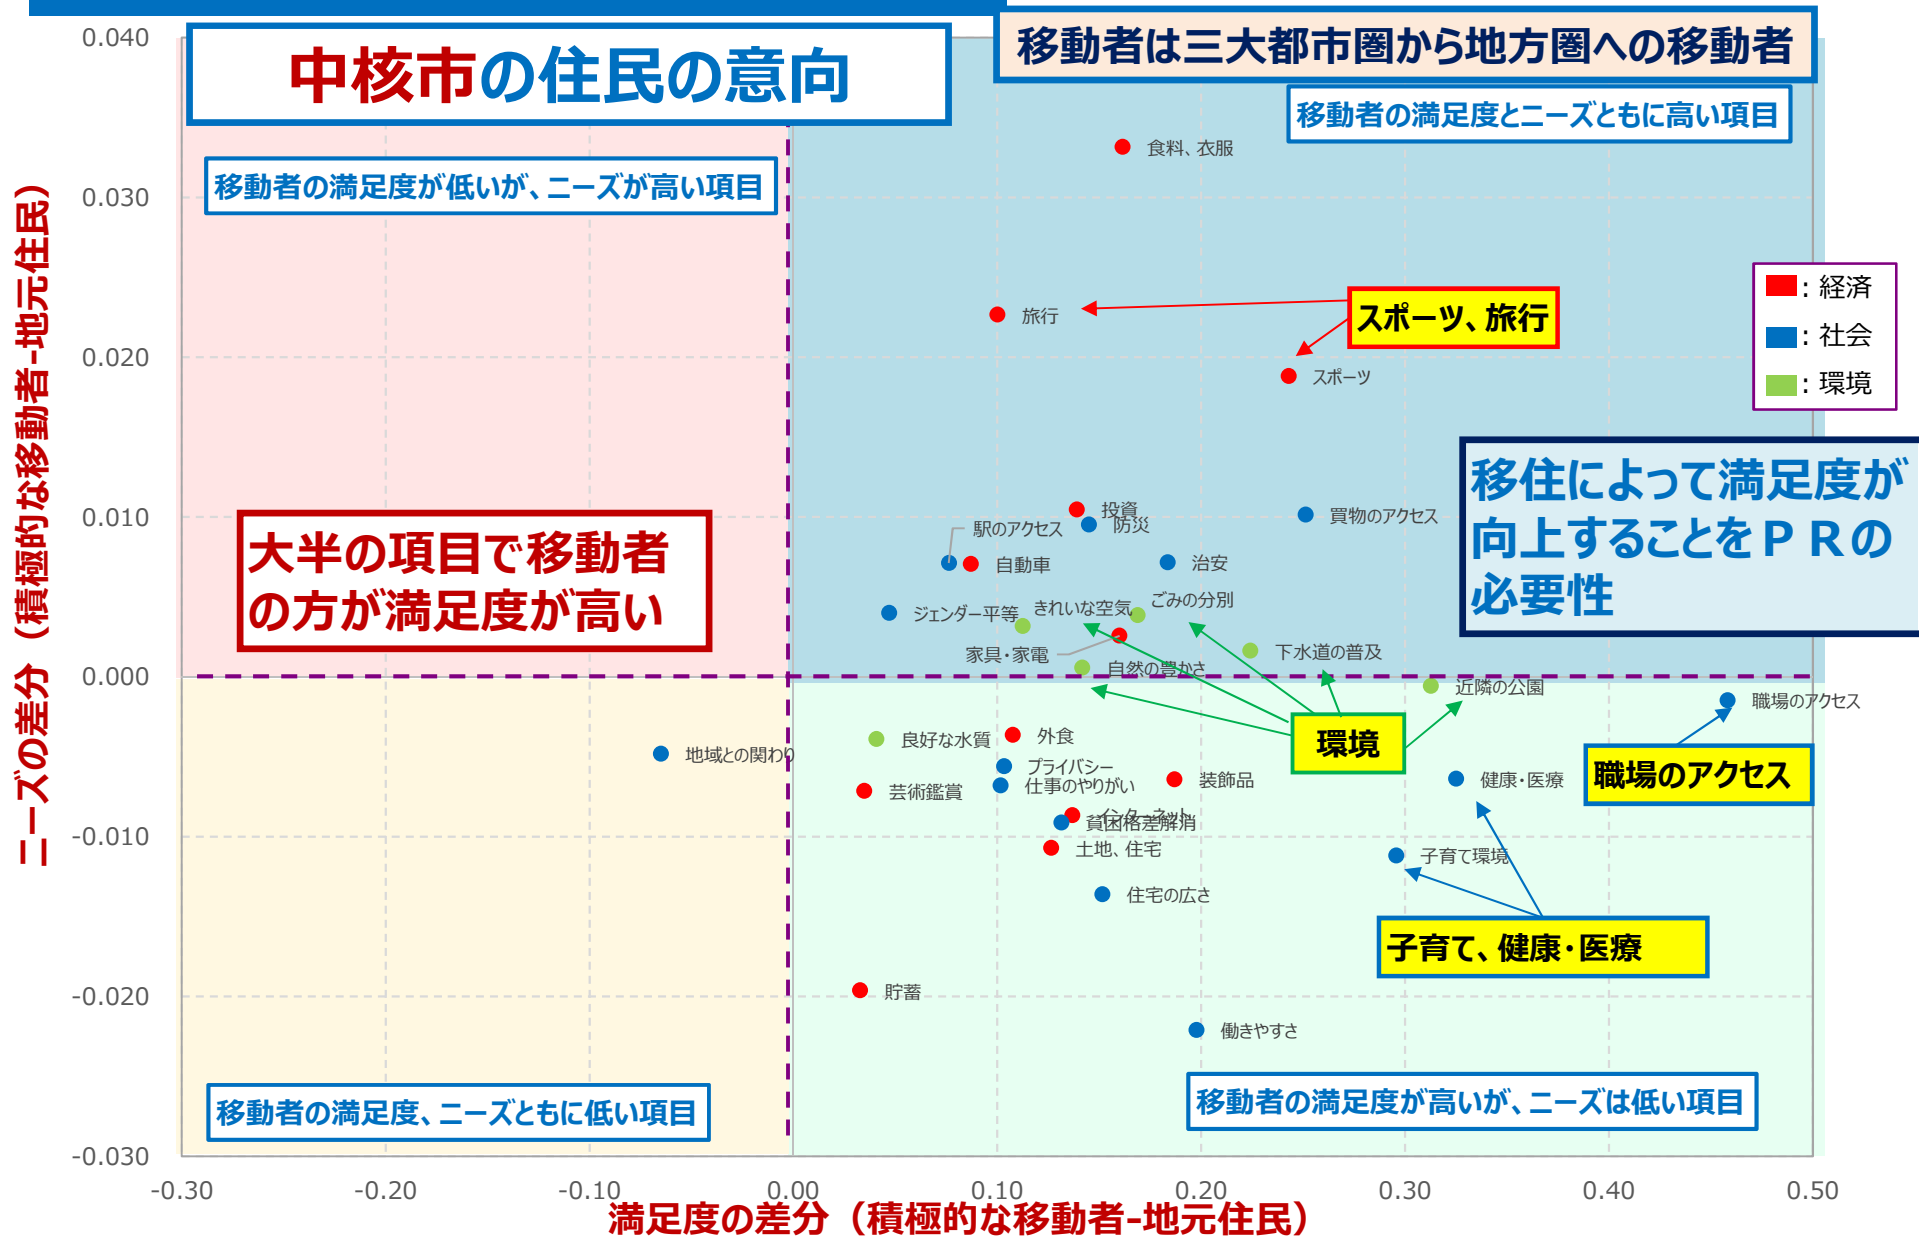 中核市の住民の意向
移動者は三大都市圏から地方圏への移動者
移動者の満足度とニーズともに高い項目
移動者の満足度が低いが、ニーズが高い項目
ニーズの差分（積極的な移動者-地元住民）
0.040
0.030
0.020
0.010
0.000
-0.010
-0.020
-0.030
食料、衣服
旅行
スポーツ、旅行
スポーツ
：経済
：社会
：環境
移住によって満足度が
向上することをＰＲの
必要性
大半の項目で移動者
の方が満足度が高い
投資
防災
買物のアクセス
駅のアクセス
自動車
治安
ジェンダー平等
きれいな空気
ごみの分別
家具・家電
自然の豊かさ
下水道の普及
近隣の公園
職場のアクセス
環境
職場のアクセス
地域との関わり
良好な水質
外食
プライバシー
仕事のやりがい
装飾品
健康・医療
芸術鑑賞
インターネット
貧困格差解消
土地、住宅
子育て環境
住宅の広さ
子育て、健康・医療
貯蓄
働きやすさ
移動者の満足度、ニーズともに低い項目
移動者の満足度が高いが、ニーズは低い項目
-0.30
-0.20
-0.10
0.00
0.10
0.20
0.30
0.40
0.50
満足度の差分（積極的な移動者-地元住民）